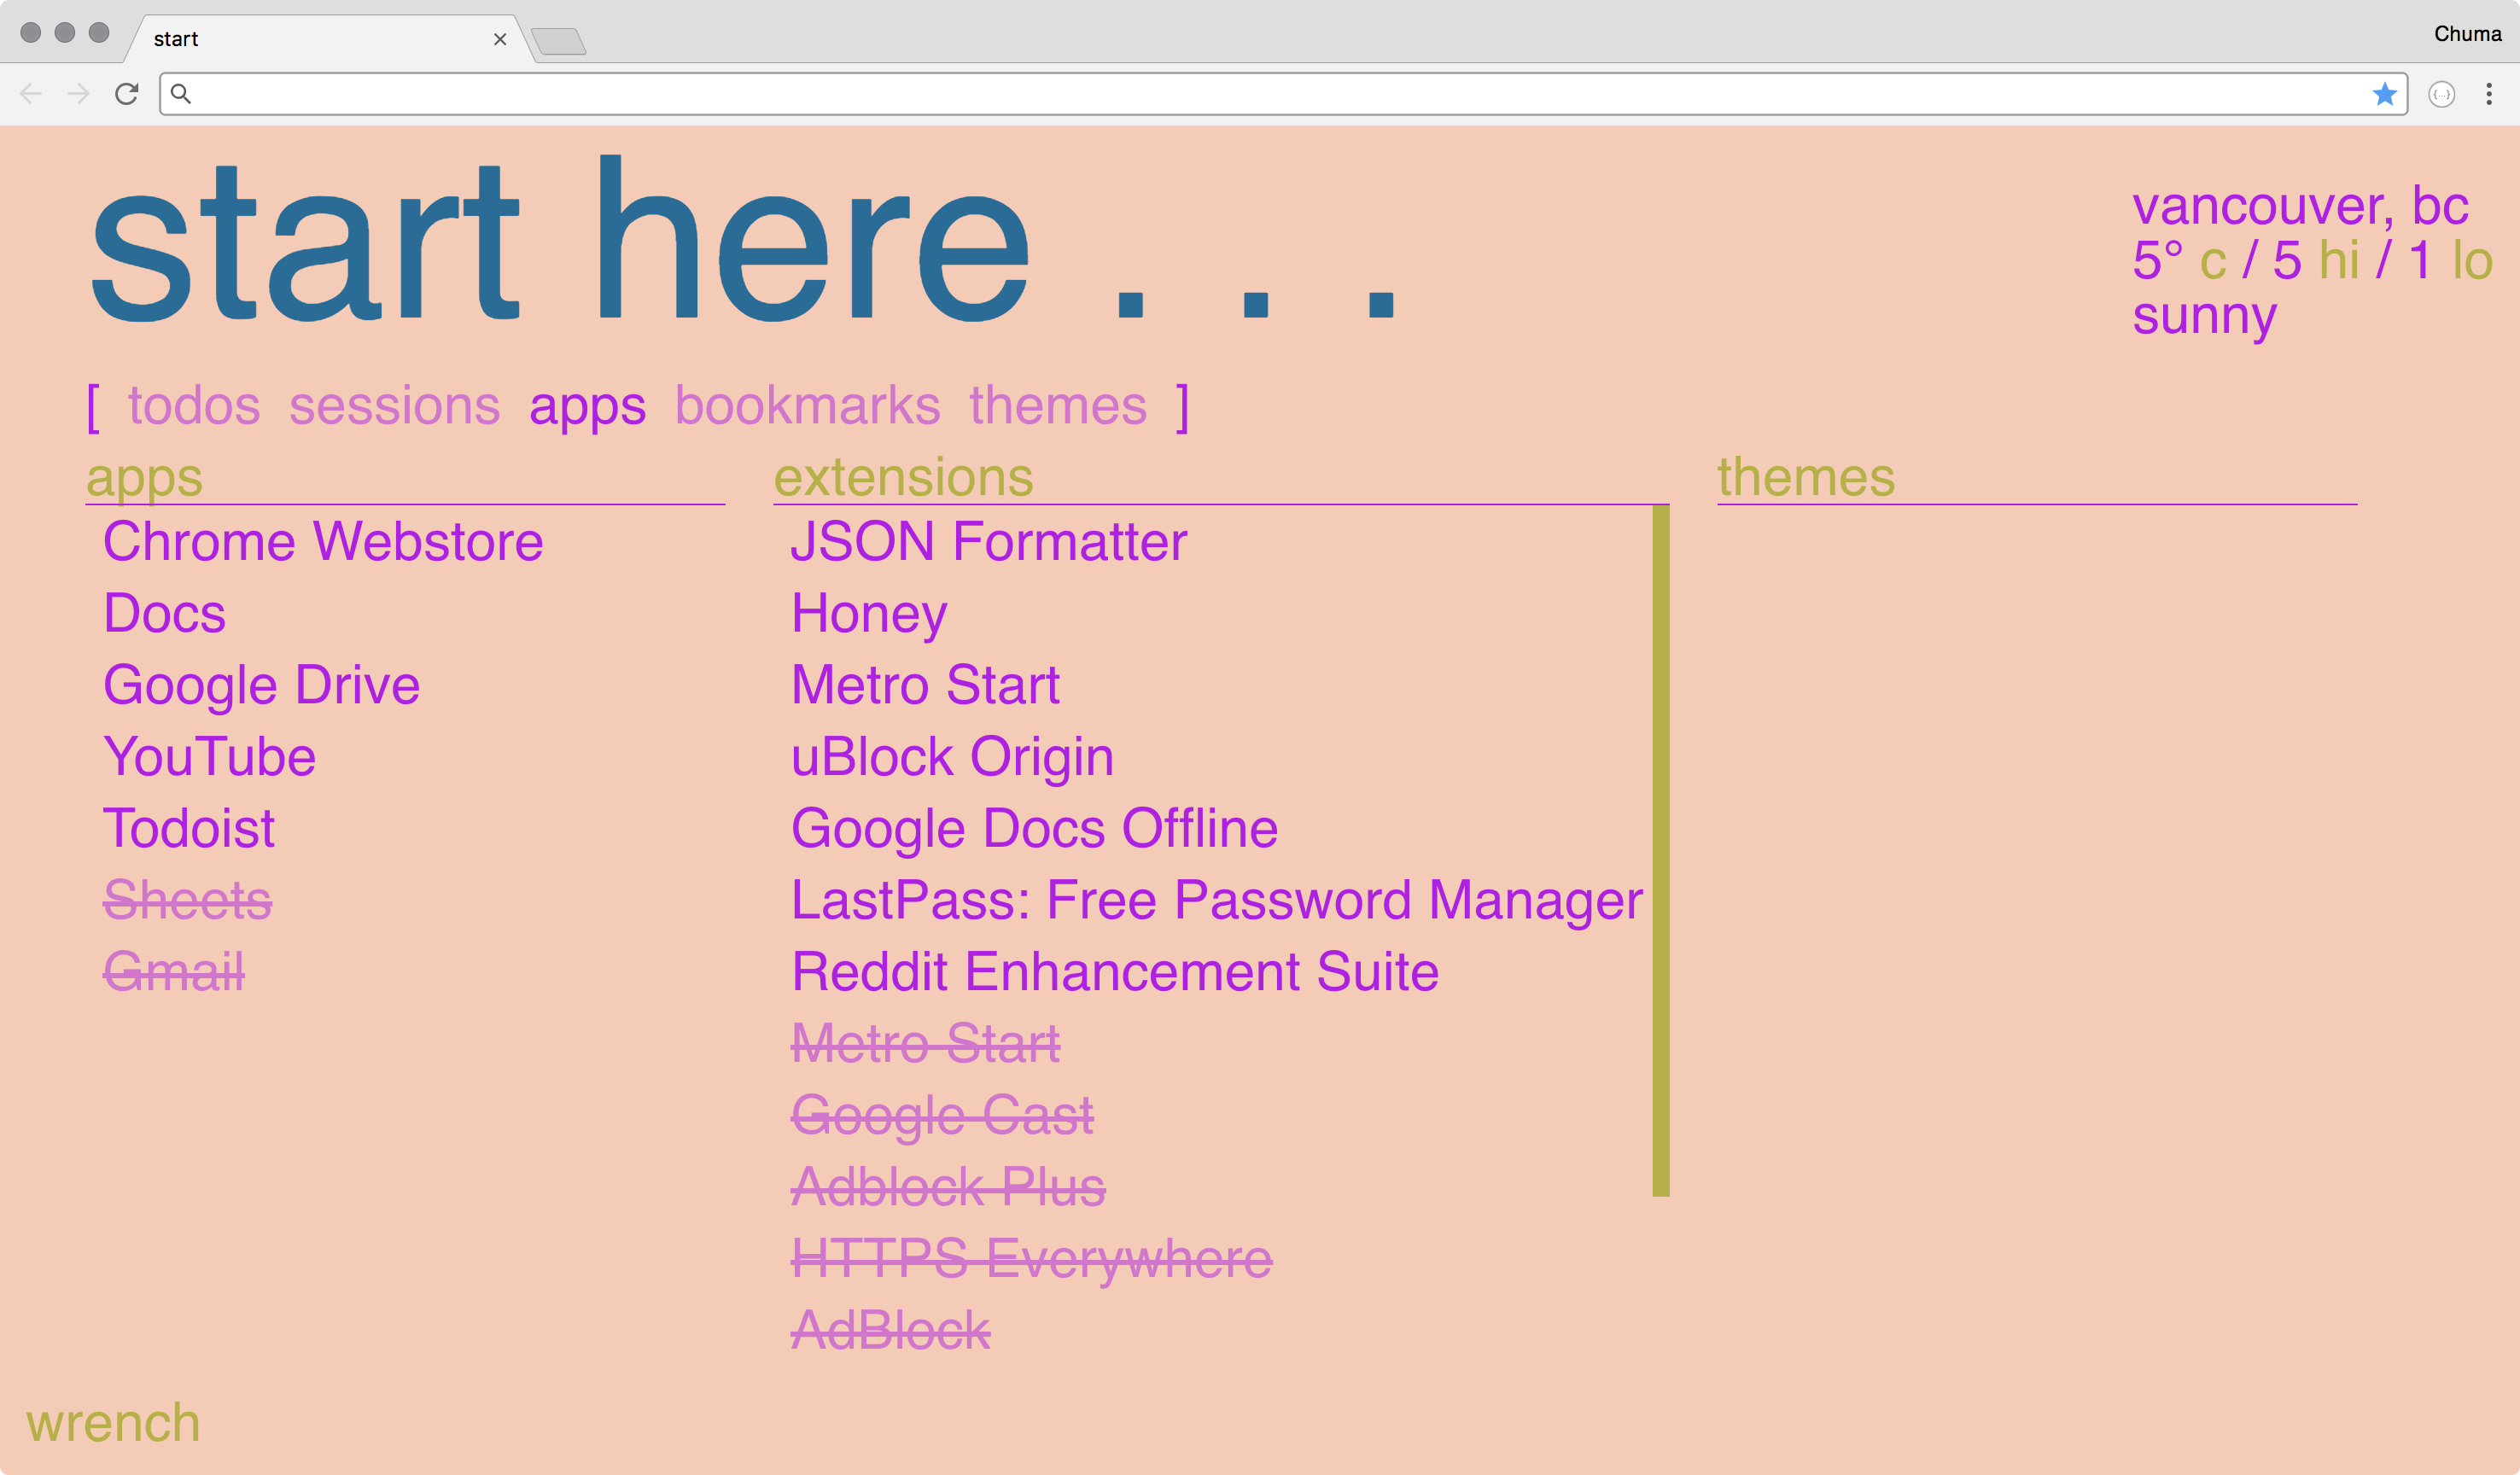 start
Chuma
start here . . .
vancouver, bc
5° c / 5 hi / 1 lo
sunny
[ todos sessions apps bookmarks themes ]
apps
Chrome Webstore
Docs
Google Drive
YouTube
Todoist
Sheets
Gmail
extensions
JSON Formatter
Honey
Metro Start
uBlock Origin
Google Docs Offline
LastPass: Free Password Manager
Reddit Enhancement Suite
Metro Start
Google Cast
Adblock Plus
HTTPS Everywhere
AdBlock
themes
wrench